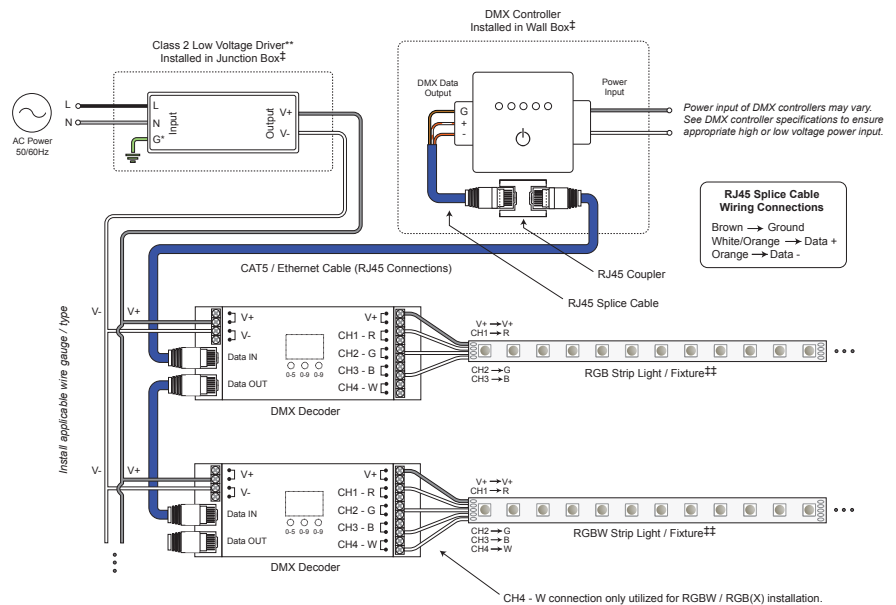 DMX Controller
Installed in Wall Box‡
Class 2 Low Voltage Driver**
Installed in Junction Box‡
L
N
AC Power
50/60Hz
L
N
G*
Input
Output
V+
V-
DMX Data
Output
G
+
-
Power
Input
Power input of DMX controllers may vary.
See DMX controller specifications to ensure
appropriate high or low voltage power input.
RJ45 Splice Cable
Wiring Connections
Brown → Ground
White/Orange → Data +
Orange → Data -
CAT5 / Ethernet Cable (RJ45 Connections)
RJ45 Coupler
RJ45 Splice Cable
Install applicable wire gauge / type
V-
V+
V+
V-
Data IN
Data OUT
0-5 0-9 0-9
V+
CH1 - R
CH2 - G
CH3 - B
CH4 - W
DMX Decoder
V+ → V+
CH1 → R
CH2 → G
CH3 → B
RGB Strip Light / Fixture‡‡
V-
V+
V+
V-
Data IN
Data OUT
0-5 0-9 0-9
V+
CH1 - R
CH2 - G
CH3 - B
CH4 - W
DMX Decoder
V+ → V+
CH1 → R
CH2 → G
CH3 → B
CH4 → W
RGBW Strip Light / Fixture‡‡
CH4 - W connection only utilized for RGBW / RGB(X) installation.